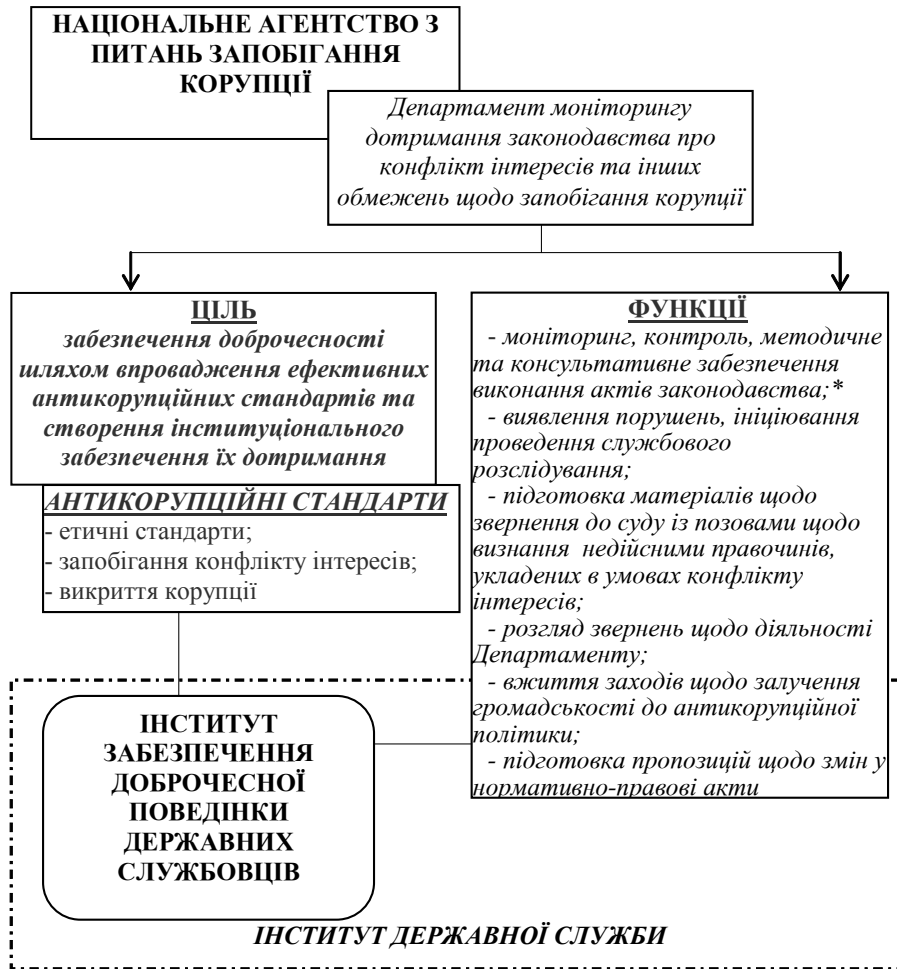 НАЦІОНАЛЬНЕ АГЕНТСТВО З
ПИТАНЬ ЗАПОБІГАННЯ
КОРУПЦІЇ
Департамент моніторингу
дотримання законодавства про
конфлікт інтересів та інших
обмежень щодо запобігання корупції
ЦІЛЬ
забезпечення доброчесності
шляхом впровадження ефективних
антикорупційних стандартів та
створення інституціонального
забезпечення їх дотримання
АНТИКОРУПЦІЙНІ СТАНДАРТИ
- етичні стандарти;
- запобігання конфлікту інтересів;
- викриття корупції
ФУНКЦІЇ
- моніторинг, контроль, методичне
та консультативне забезпечення
виконання актів законодавства;*
- виявлення порушень, ініціювання
проведення службового
розслідування;
- підготовка матеріалів щодо
звернення до суду із позовами щодо
визнання недійсними правочинів,
укладених в умовах конфлікту
інтересів;
- розгляд звернень щодо діяльності
Департаменту;
- вжиття заходів щодо залучення
громадськості до антикорупційної
політики;
- підготовка пропозицій щодо змін у
нормативно-правові акти
ІНСТИТУТ
ЗАБЕЗПЕЧЕННЯ
ДОБРОЧЕСНОЇ
ПОВЕДІНКИ
ДЕРЖАВНИХ
СЛУЖБОВЦІВ
ІНСТИТУТ ДЕРЖАВНОЇ СЛУЖБИ